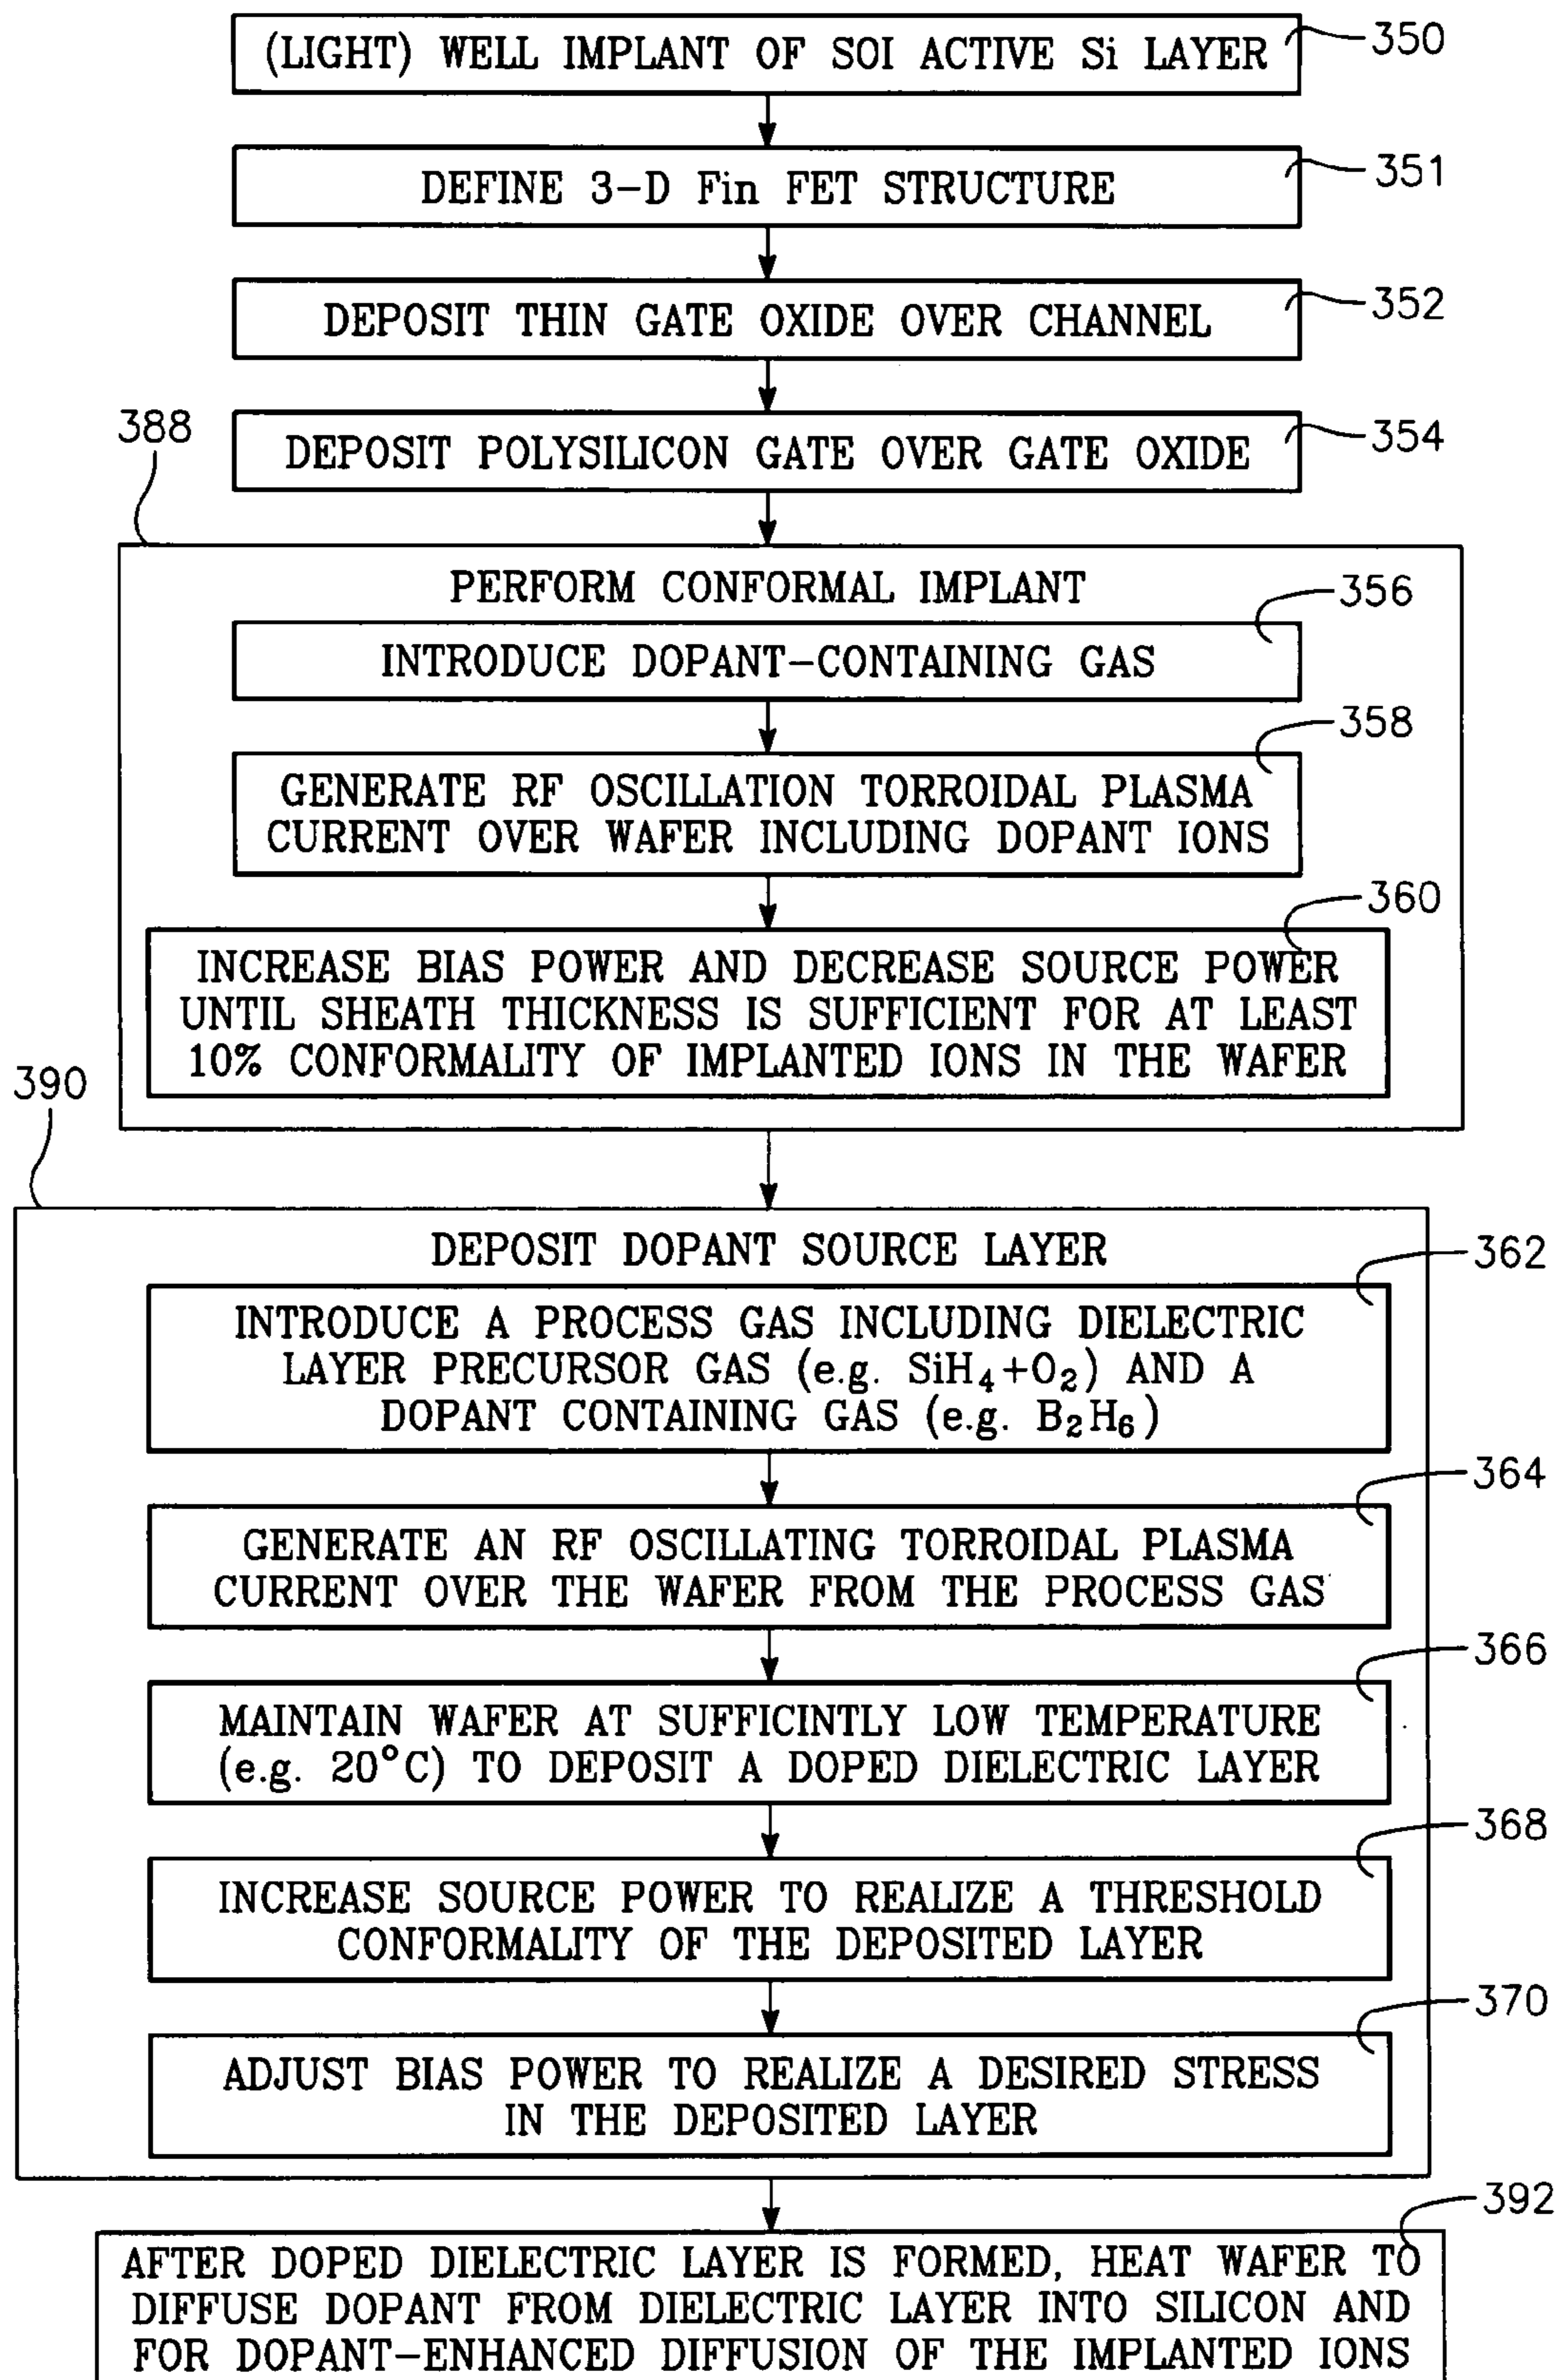 (LIGHT) WELL IMPLANT OF SOI ACTIVE Si LAYER
350
DEFINE 3-D Fin FET STRUCTURE
351
DEPOSIT THIN GATE OXIDE OVER CHANNEL
352
DEPOSIT POLYSILICON GATE OVER GATE OXIDE
354
388
PERFORM CONFORMAL IMPLANT
INTRODUCE DOPANT-CONTAINING GAS
356
GENERATE RF OSCILLATION TORROIDAL PLASMA
CURRENT OVER WAFER INCLUDING DOPANT IONS
358
INCREASE BIAS POWER AND DECREASE SOURCE POWER
UNTIL SHEATH THICKNESS IS SUFFICIENT FOR AT LEAST
10% CONFORMALITY OF IMPLANTED IONS IN THE WAFER
360
390
DEPOSIT DOPANT SOURCE LAYER
INTRODUCE A PROCESS GAS INCLUDING DIELECTRIC
LAYER PRECURSOR GAS (e.g. SiH₄+O₂) AND A
DOPANT CONTAINING GAS (e.g. B₂H₆)
362
GENERATE AN RF OSCILLATING TORROIDAL PLASMA
CURRENT OVER THE WAFER FROM THE PROCESS GAS
364
MAINTAIN WAFER AT SUFFICINTLY LOW TEMPERATURE
(e.g. 20°C) TO DEPOSIT A DOPED DIELECTRIC LAYER
366
INCREASE SOURCE POWER TO REALIZE A THRESHOLD
CONFORMALITY OF THE DEPOSITED LAYER
368
ADJUST BIAS POWER TO REALIZE A DESIRED STRESS
IN THE DEPOSITED LAYER
370
AFTER DOPED DIELECTRIC LAYER IS FORMED, HEAT WAFER TO
DIFFUSE DOPANT FROM DIELECTRIC LAYER INTO SILICON AND
FOR DOPANT-ENHANCED DIFFUSION OF THE IMPLANTED IONS
392